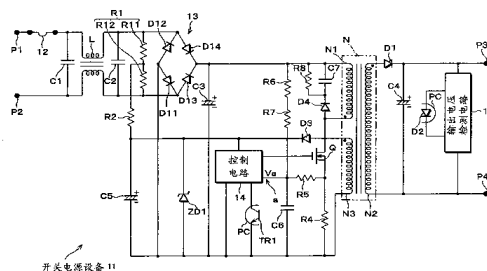 R1
13
N
P1
12
R12
R11
D12
D14
N1
D1
P3
L
C1
C2
R6
R8
C7
D11
D13
C3
D4
C4
P2
R2
R7
PC
D2
输出电压检测电路
1
D3
Q
控制电路
14
Va
a
R5
C5
ZD1
PC
TR1
C6
R4
N3
N2
P4
开关电源设备 11